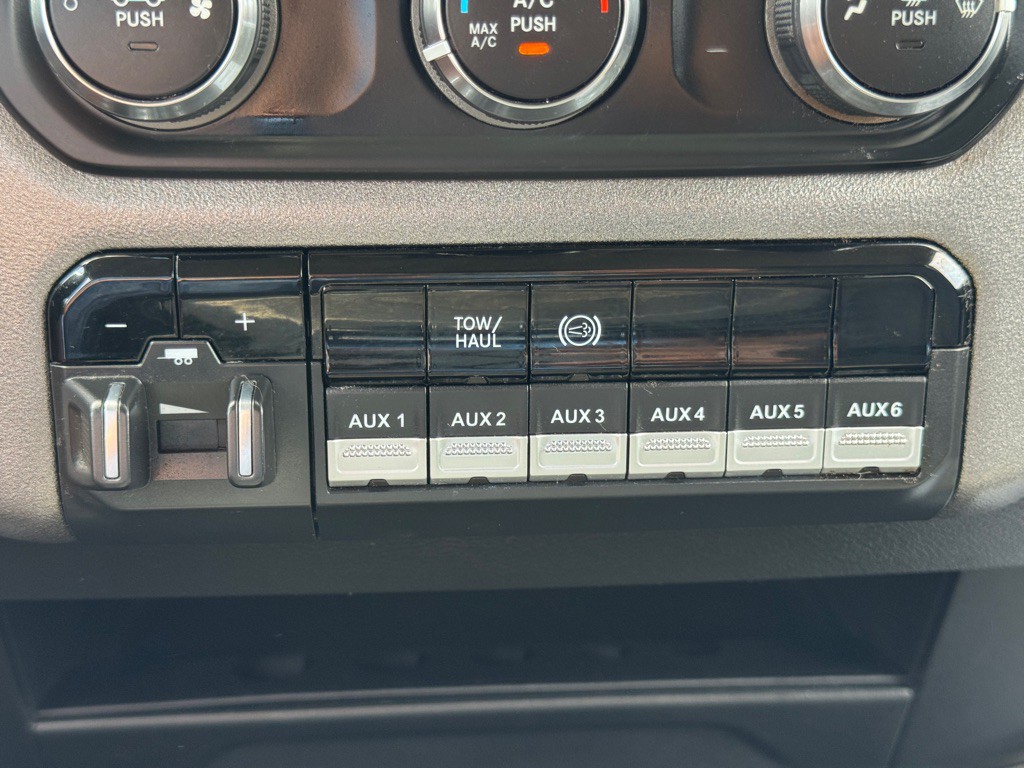 PUSH
A/C
PUSH
MAX
A/C
PUSH
- +
TOW/
HAUL
AUX 1 AUX 2 AUX 3 AUX 4 AUX 5 AUX 6